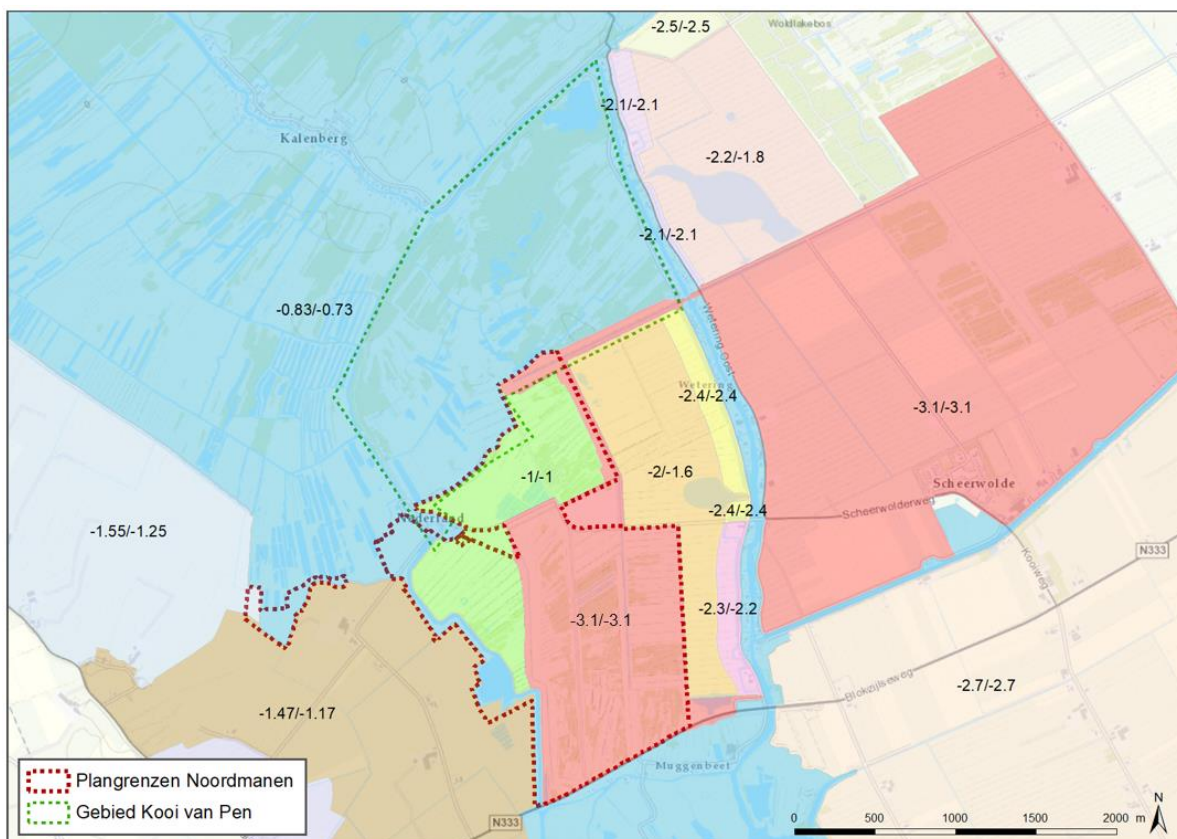 -2.5/-2.5
Woldlakebos
-2.1/-2.1
Kalenberg
-2.2/-1.8
-2.1/-2.1
-0.83/-0.73
Wetering Oost
Wetering
-2.4/-2.4
-3.1/-3.1
-1/-1
-2/-1.6
Scheerwolde
-2.4/-2.4
Scheerwolderweg
-1.55/-1.25
Kooiweg
N333
-2.3/-2.2
-3.1/-3.1
-2.7/-2.7
Blokzijlseweg
-1.47/-1.17
Muggenbeet
Plangrenzen Noordmanen
Gebied Kooi van Pen
N333
0 500 1000 1500 2000 m
N